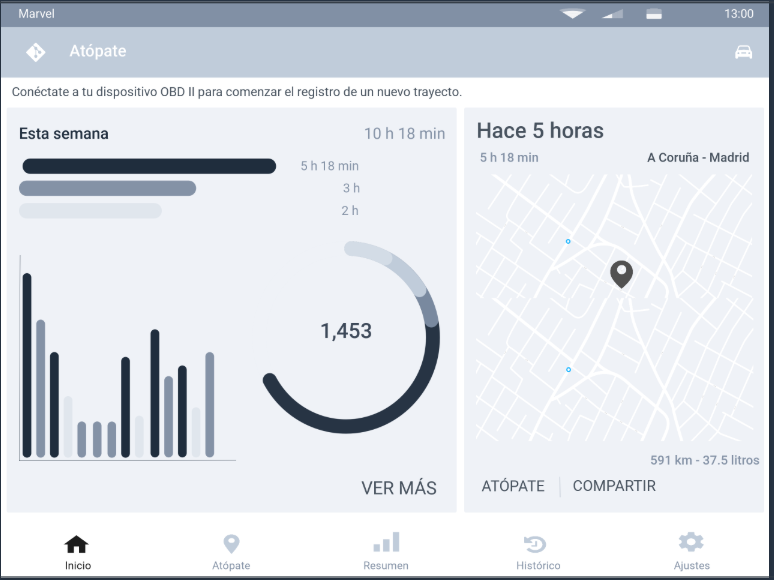 Marvel
13:00
Atópate
Conéctate a tu dispositivo OBD II para comenzar el registro de un nuevo trayecto.
Esta semana
10 h 18 min
5 h 18 min
3 h
2 h
1,453
VER MÁS
Hace 5 horas
5 h 18 min
A Coruña - Madrid
591 km - 37.5 litros
ATÓPATE
COMPARTIR
Inicio
Atópate
Resumen
Histórico
Ajustes